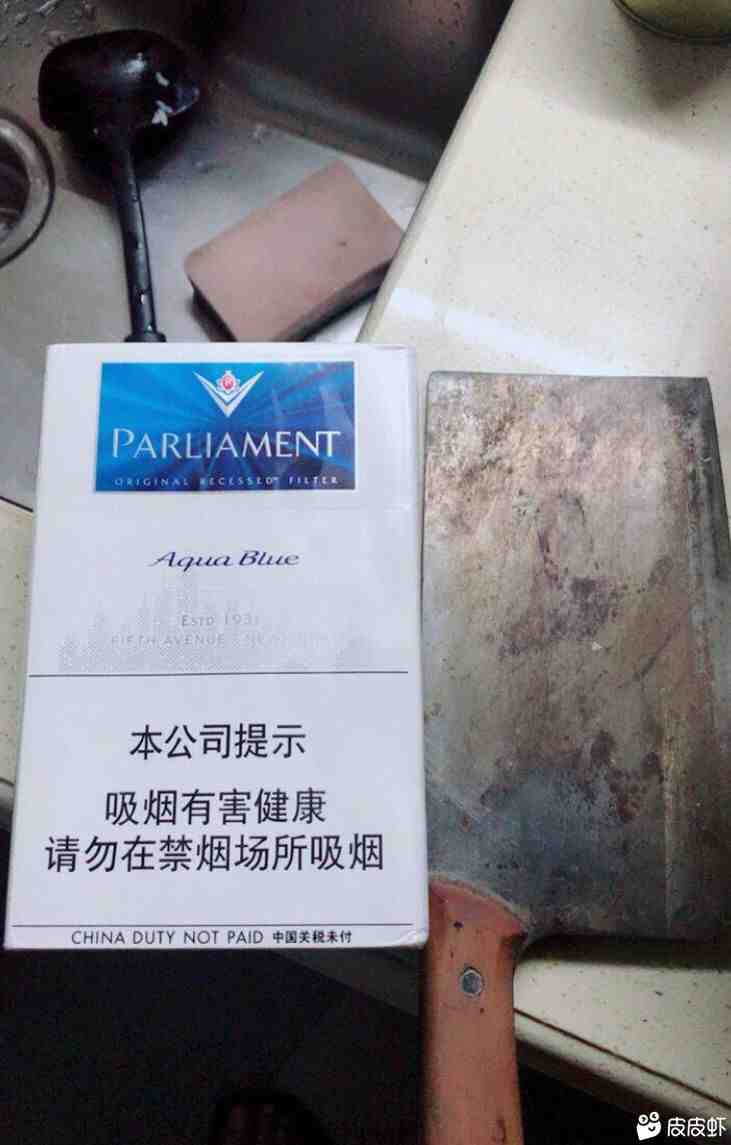 PARLIAMENT
ORIGINAL RECESSED FILTER
Aqua Blue
ESTD 1931
FIFTH AVENUE
本公司提示
吸烟有害健康
请勿在禁烟场所吸烟
CHINA DUTY NOT PAID 中国关税未付
皮皮虾